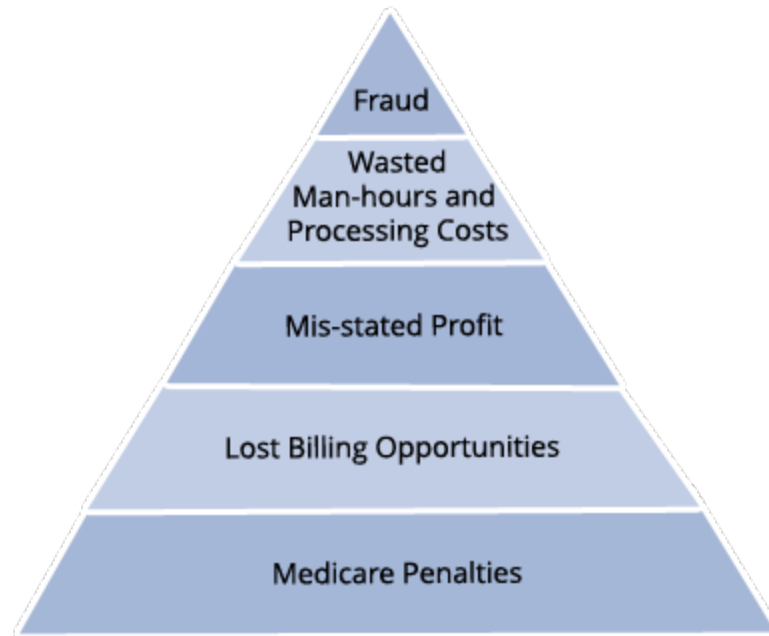 Fraud
Wasted
Man-hours and
Processing Costs
Mis-stated Profit
Lost Billing Opportunities
Medicare Penalties